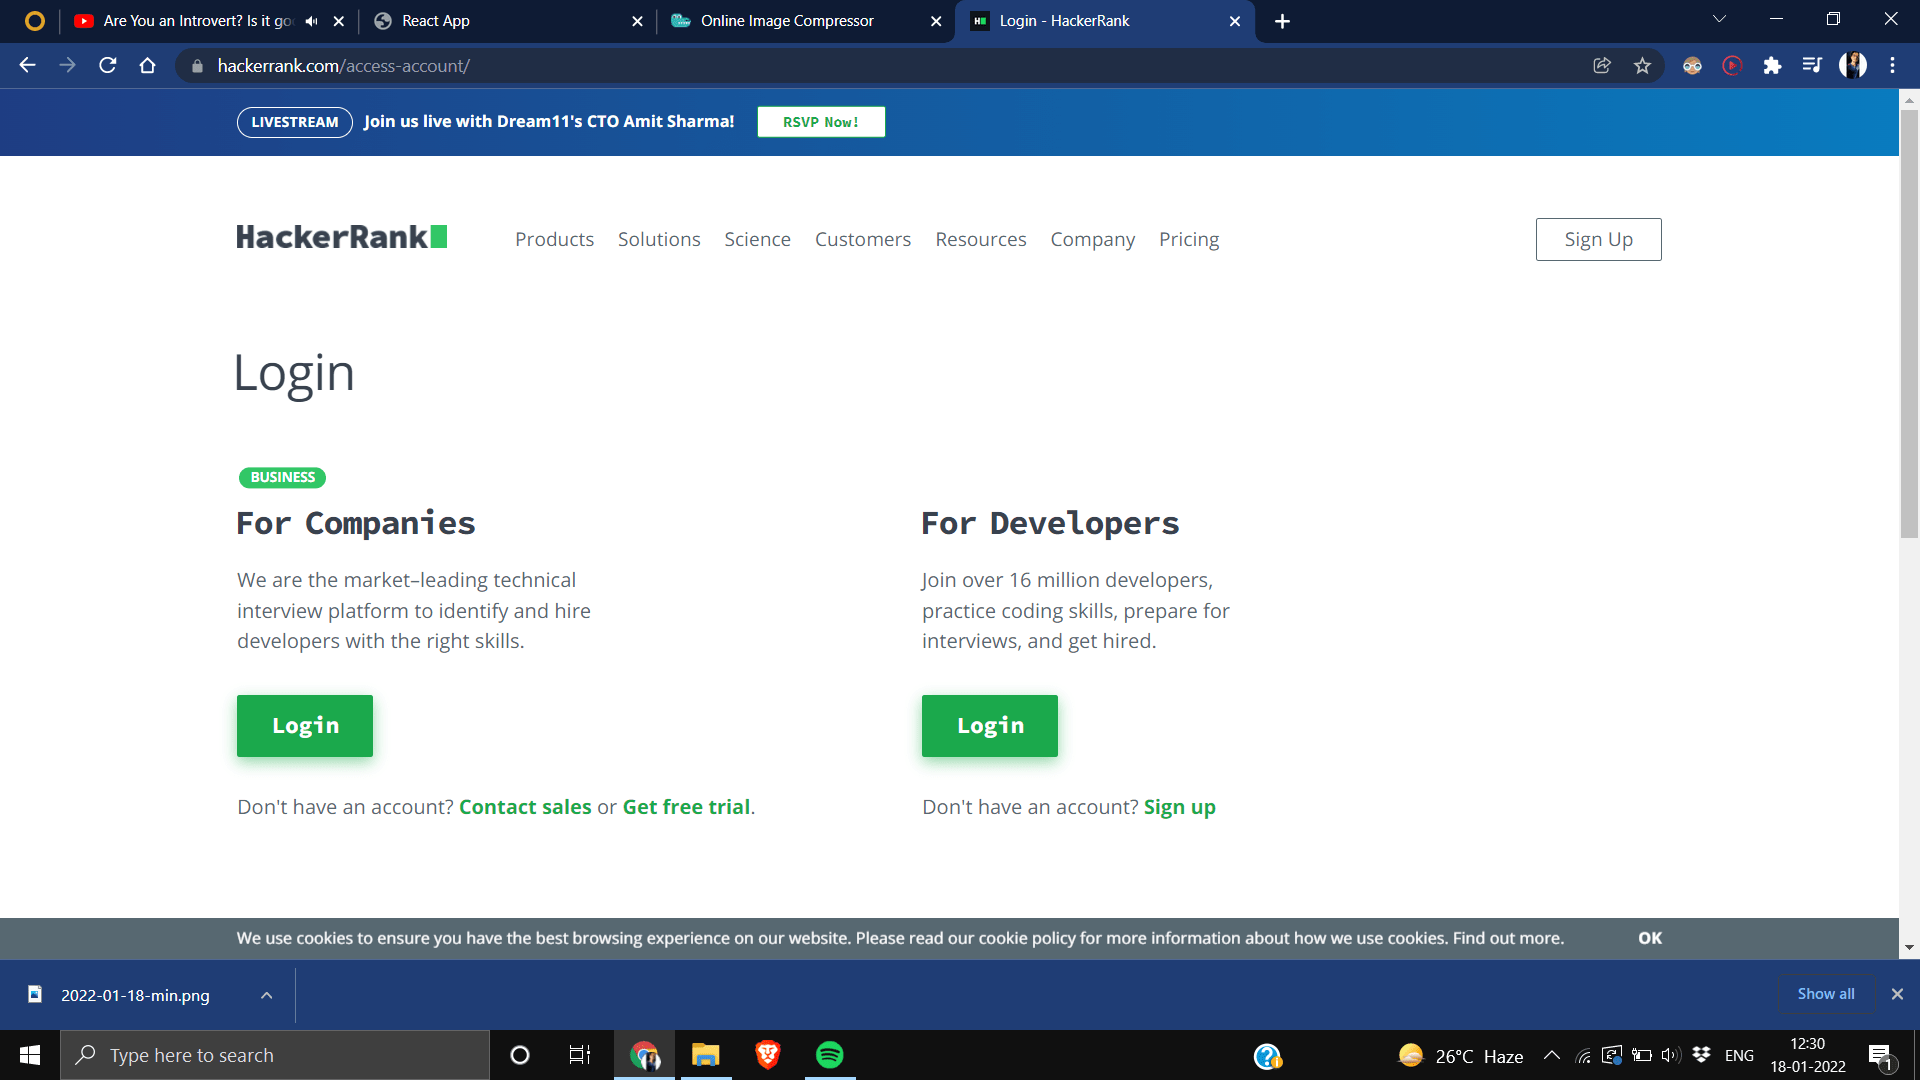 Are You an Introvert? Is it go
React App
Online Image Compressor
Login - HackerRank
hackerrank.com/access-account/
LIVESTREAM Join us live with Dream11's CTO Amit Sharma! RSVP Now!
HackerRank Products Solutions Science Customers Resources Company Pricing Sign Up
Login
BUSINESS
For Companies
We are the market–leading technical
interview platform to identify and hire
developers with the right skills.
Login
Don't have an account? Contact sales or Get free trial.
For Developers
Join over 16 million developers,
practice coding skills, prepare for
interviews, and get hired.
Login
Don't have an account? Sign up
We use cookies to ensure you have the best browsing experience on our website. Please read our cookie policy for more information about how we use cookies. Find out more. OK
2022-01-18-min.png
Show all
Type here to search
26°C Haze
ENG
12:30
18-01-2022
1